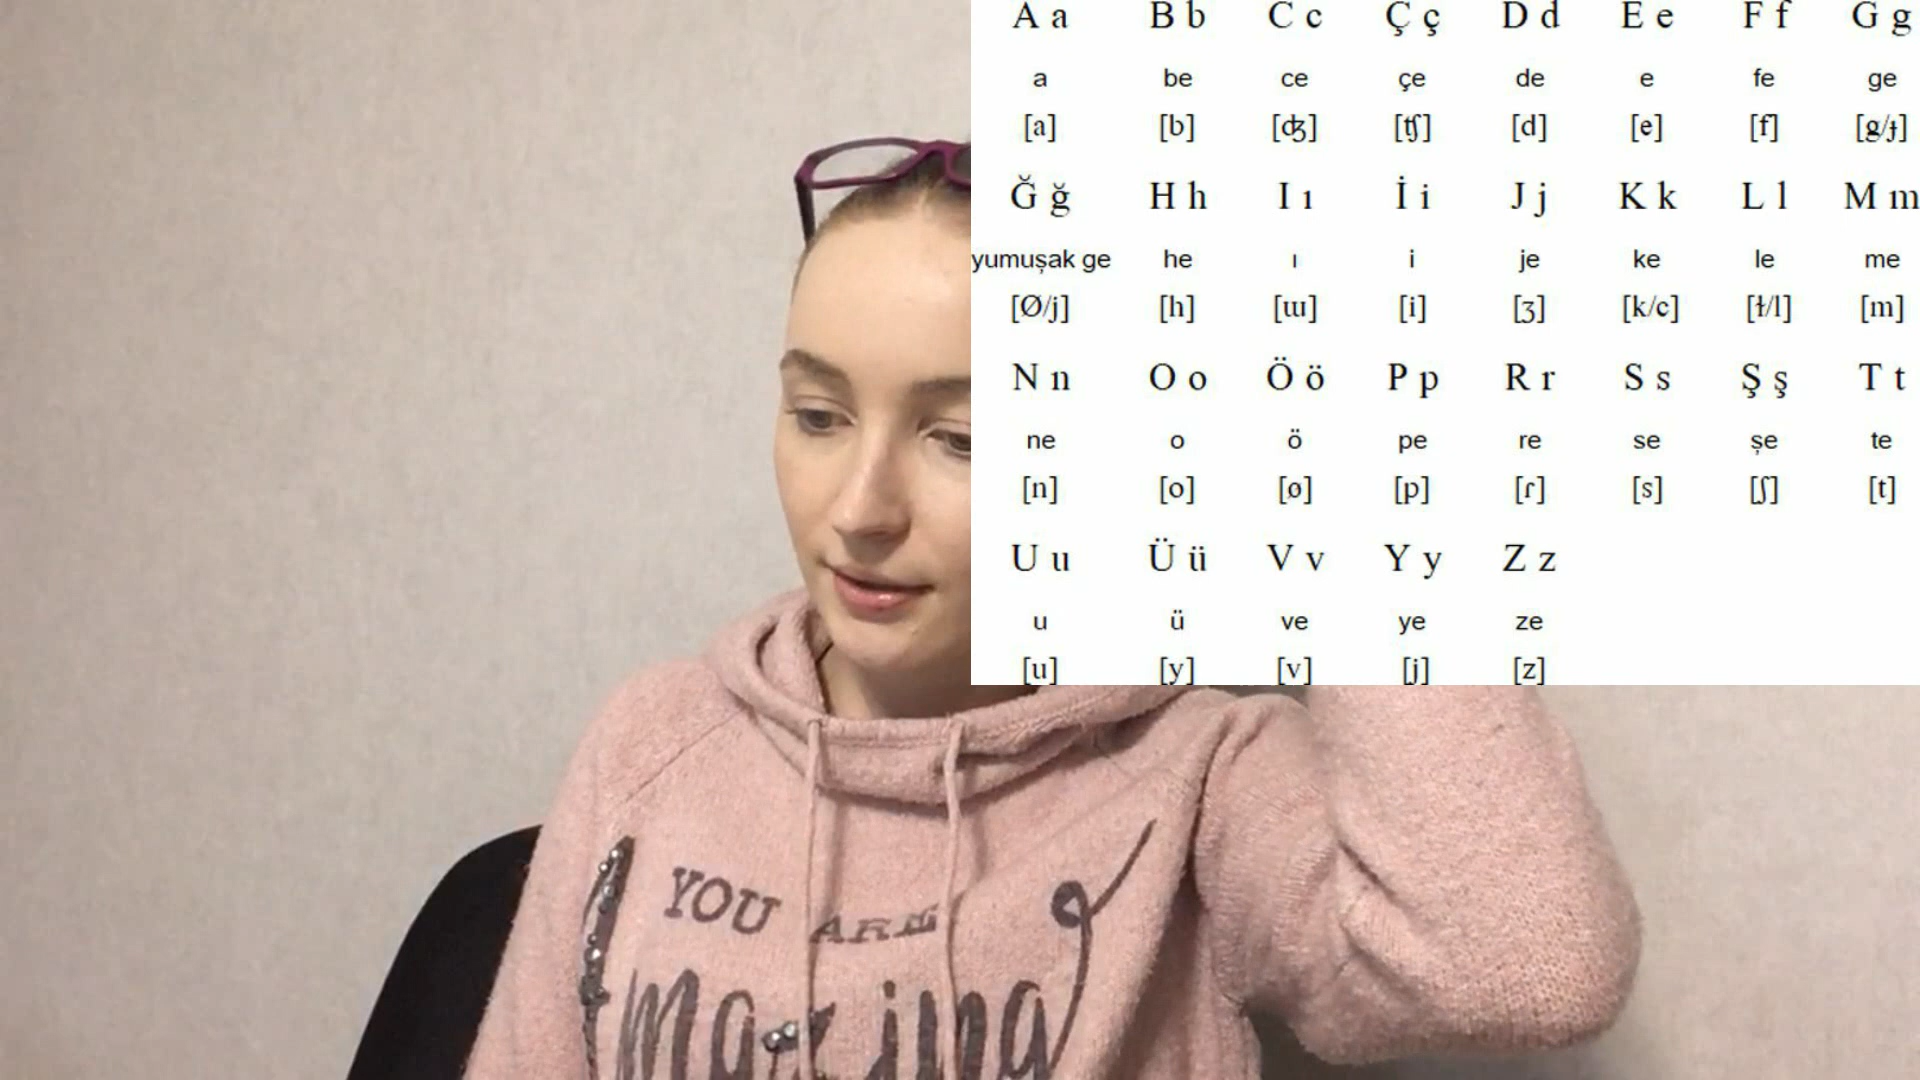 A a B b C c Ç ç D d E e F f G g
a be ce çe de e fe ge
[a] [b] [ʤ] [ʧ] [d] [e] [f] [g/ɟ]
Ğ ğ H h I ı İ i J j K k L l M m
yumuşak ge he ı i je ke le me
[Ø/j] [h] [ɯ] [i] [ʒ] [k/c] [ɫ/l] [m]
N n O o Ö ö P p R r S s Ş ş T t
ne o ö pe re se şe te
[n] [o] [ø] [p] [ɾ] [s] [ʃ] [t]
U u Ü ü V v Y y Z z
u ü ve ye ze
[u] [y] [v] [j] [z]
YOU ARE
Amazing